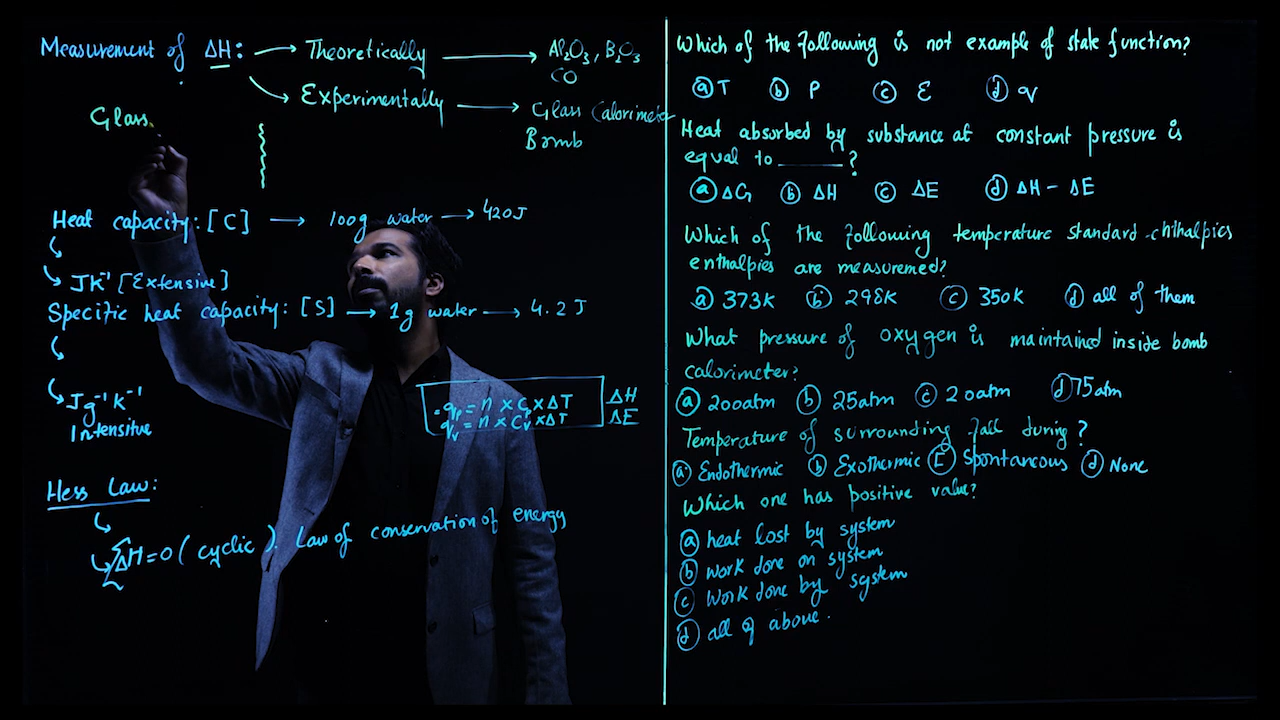 Measurement of ΔH: → Theoretically → Al₂O₃, B₂O₃
CO
→ Experimentally → Glass Calorimeter
Bomb
Glass
Heat capacity: [C] → 100g water → 420J
JK⁻¹ [Extensive]
Specific heat capacity: [S] → 1g water → 4.2 J
Jg⁻¹K⁻¹
Intensitve
qp = n × Cp × ΔT ΔH
qv = n × Cv × ΔT ΔE
Hess Law:
ΣΔH=0 (cyclic). Law of conservation of energy
Which of the following is not example of state function?
ⓐ T ⓑ P ⓒ E ⓓ q
Heat absorbed by substance at constant pressure is
equal to ______?
ⓐ ΔG ⓑ ΔH ⓒ ΔE ⓓ ΔH – ΔE
Which of the following temperature standard enthalpics
enthalpies are measuremed?
ⓐ 373K ⓑ 298K ⓒ 350K ⓓ all of them
What pressure of oxygen is maintained inside bomb
calorimeter?
ⓐ 200atm ⓑ 25atm ⓒ 20atm ⓓ 75atm
Temperature of surrounding fall during?
ⓐ Endothermic ⓑ Exothermic Ⓔ Spontaneous ⓓ None
Which one has positive value?
ⓐ heat lost by system
ⓑ work done on system
ⓒ work done by system
ⓓ all of above.